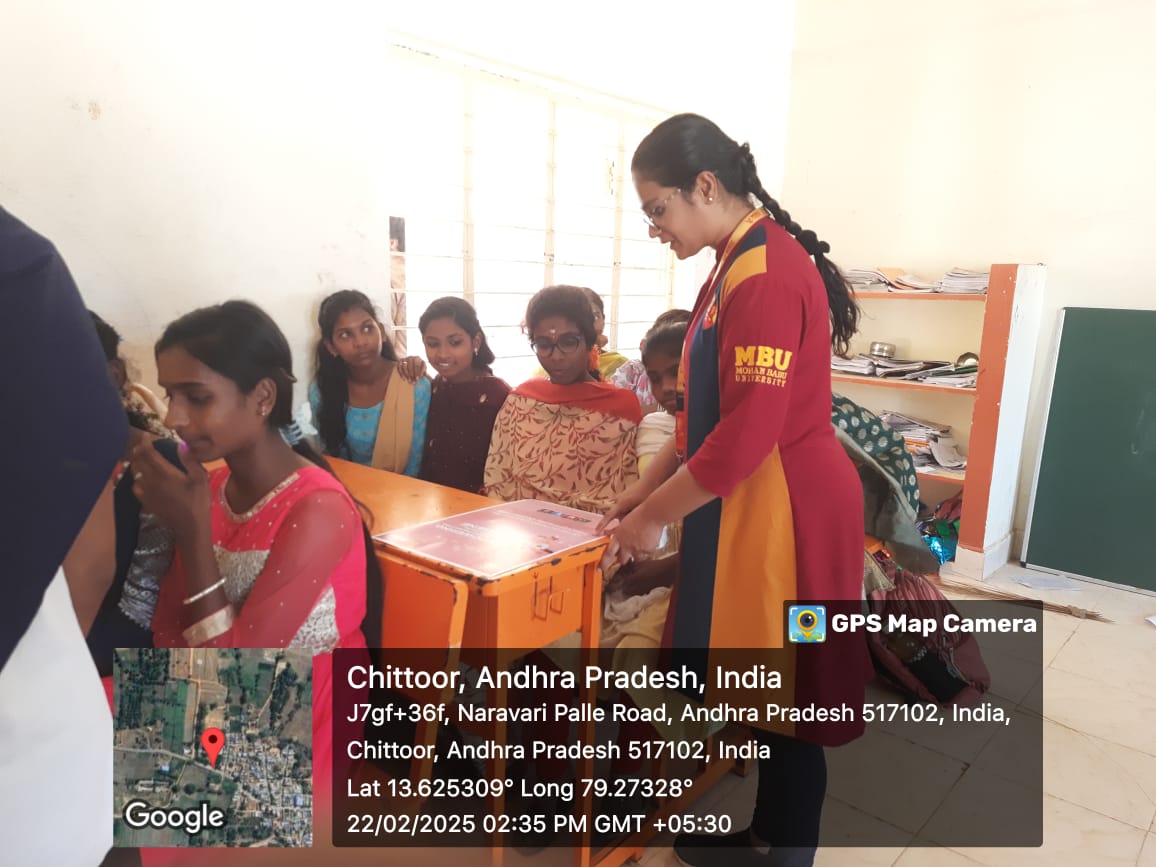 MBU
MOHAN BABU
UNIVERSITY
GPS Map Camera
Chittoor, Andhra Pradesh, India
J7gf+36f, Naravari Palle Road, Andhra Pradesh 517102, India,
Chittoor, Andhra Pradesh 517102, India
Lat 13.625309° Long 79.27328°
22/02/2025 02:35 PM GMT +05:30
Google